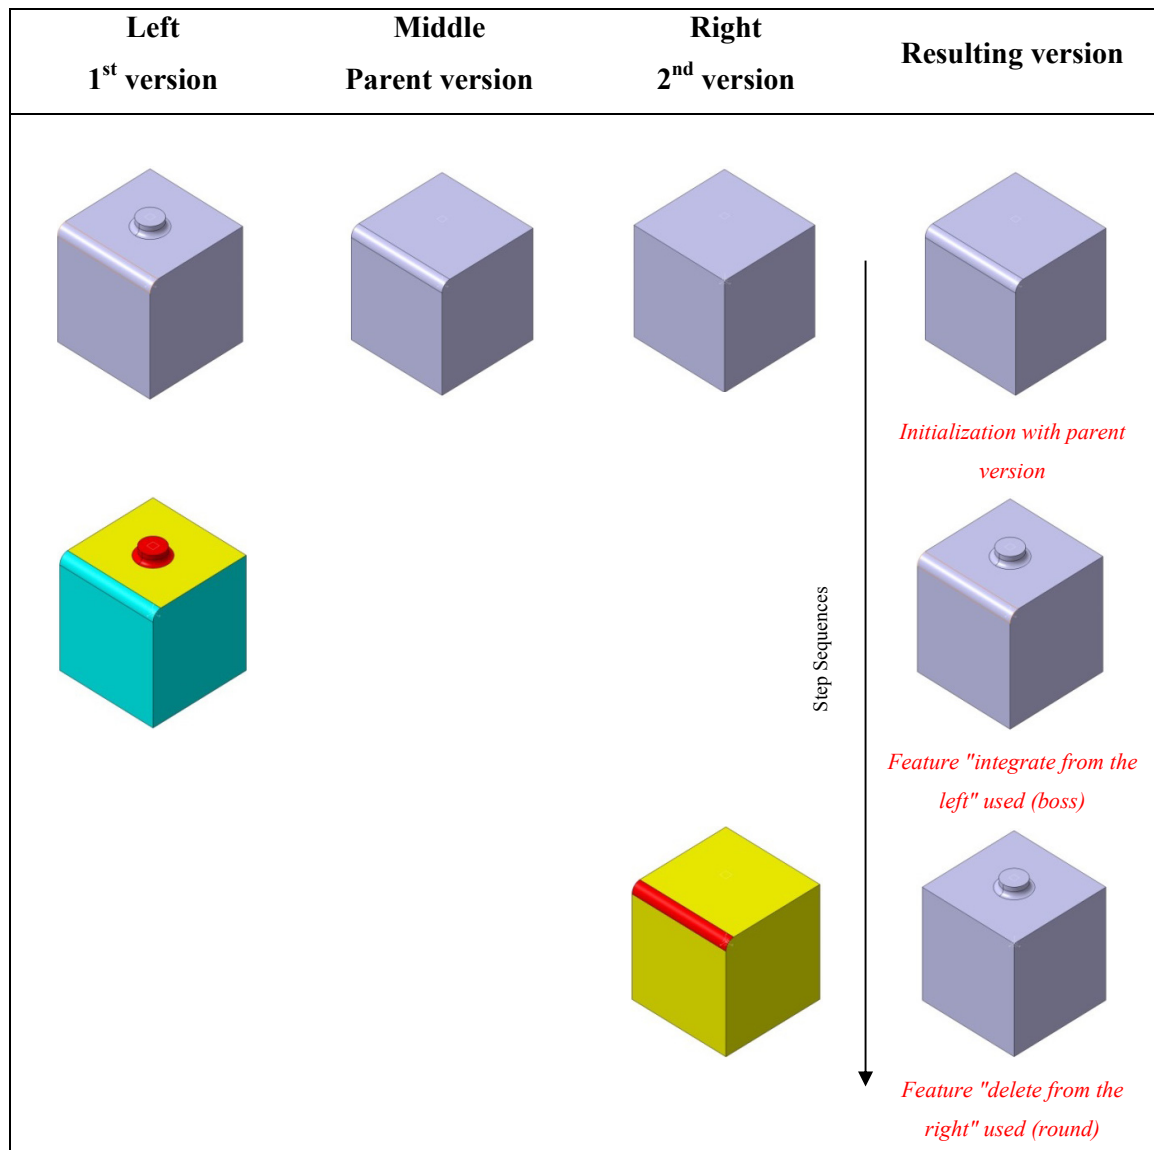 Left
1st version
Middle
Parent version
Right
2nd version
Resulting version
Initialization with parent
version
Step Sequences
Feature "integrate from the
left" used (boss)
Feature "delete from the
right" used (round)